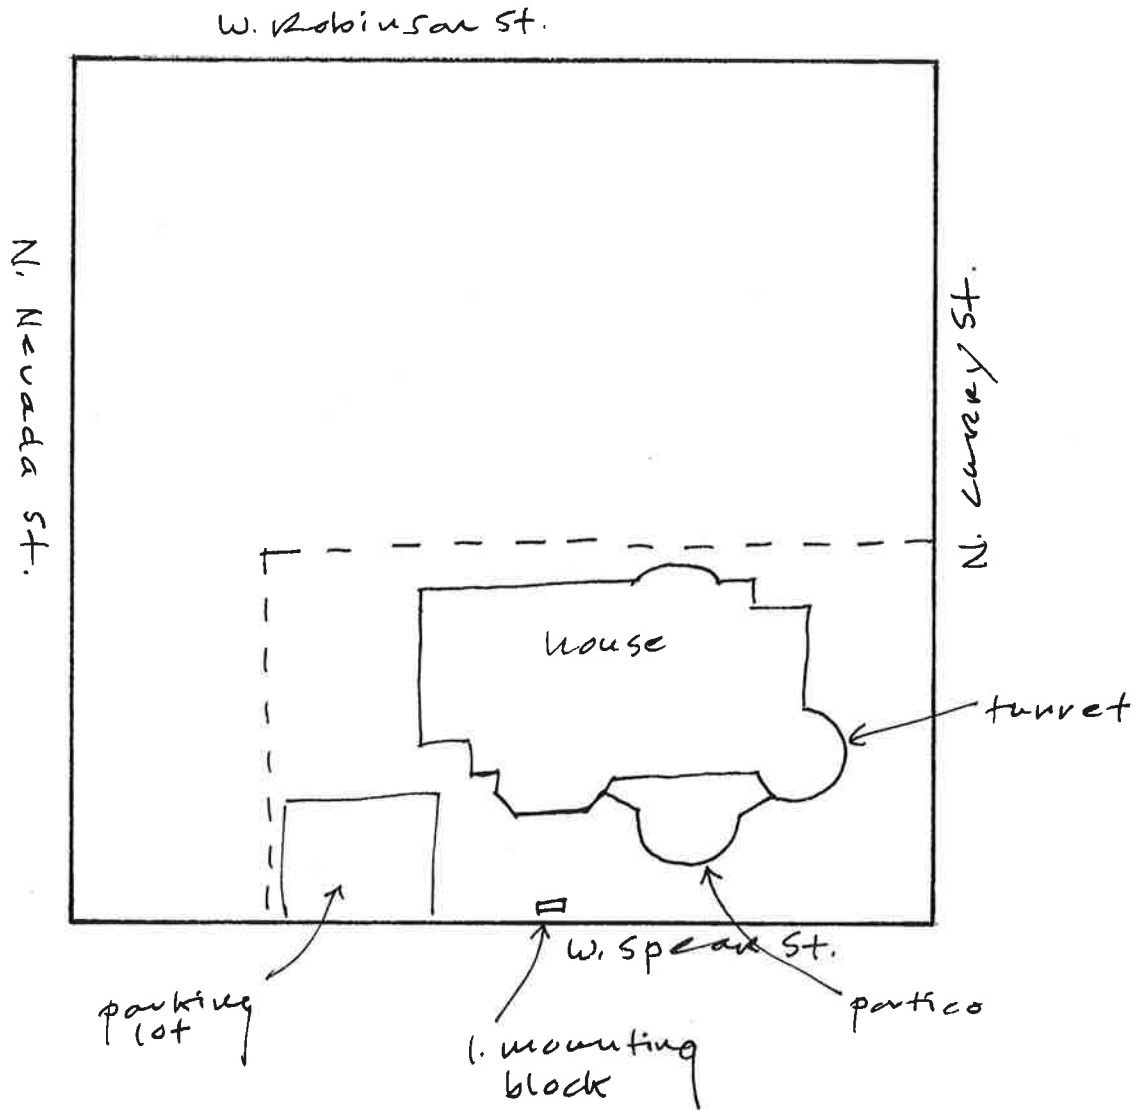 W. Robinson St.
N. Nevada St.
N. Curry St.
house
turret
W. Spear St.
parking
lot
portico
1. mounting
block